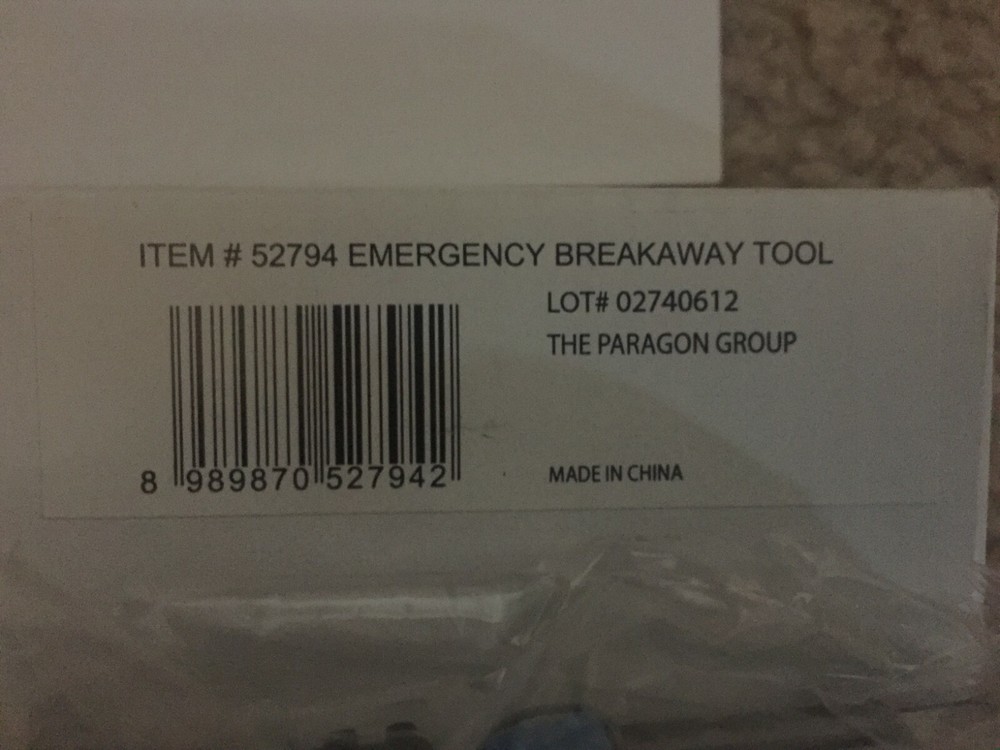 ITEM # 52794 EMERGENCY BREAKAWAY TOOL
LOT# 02740612
THE PARAGON GROUP
8 989870 527942
MADE IN CHINA